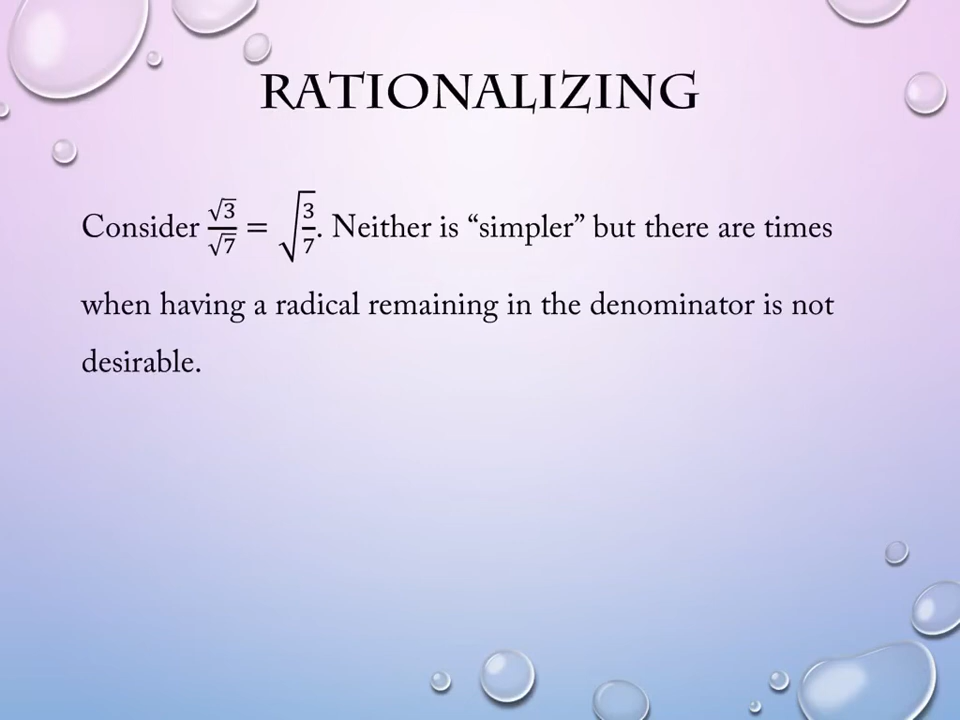 RATIONALIZING
Consider √3/√7 = √(3/7). Neither is “simpler” but there are times
when having a radical remaining in the denominator is not
desirable.